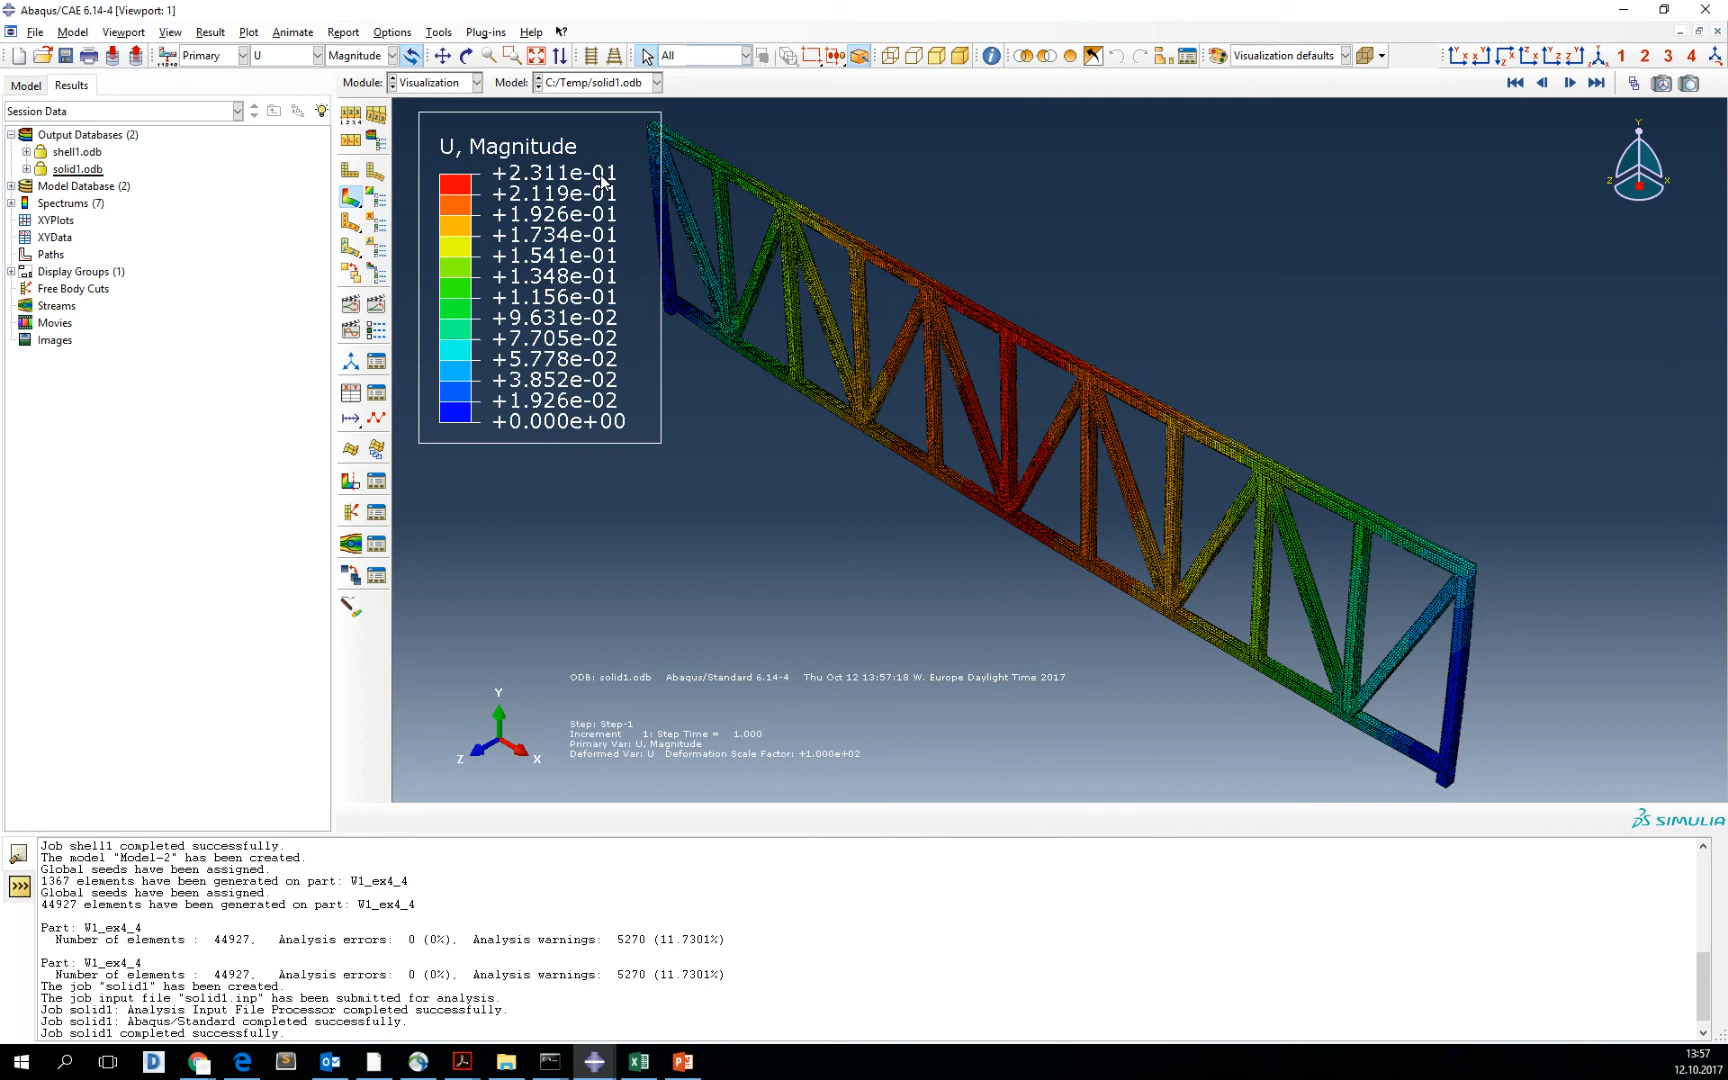 Abaqus/CAE 6.14-4 [Viewport: 1]
File Model Viewport View Result Plot Animate Report Options Tools Plug-ins Help
Primary U Magnitude All Visualization defaults 1 2 3 4
Model Results Module: Visualization Model: C:/Temp/solid1.odb
Session Data
Output Databases (2)
shell1.odb
solid1.odb
Model Database (2)
Spectrums (7)
XYPlots
XYData
Paths
Display Groups (1)
Free Body Cuts
Streams
Movies
Images
U, Magnitude
+2.311e-01
+2.119e-01
+1.926e-01
+1.734e-01
+1.541e-01
+1.348e-01
+1.156e-01
+9.631e-02
+7.705e-02
+5.778e-02
+3.852e-02
+1.926e-02
+0.000e+00
Y
Z X
ODB: solid1.odb Abaqus/Standard 6.14-4 Thu Oct 12 13:57:18 W. Europe Daylight Time 2017
Step: Step-1
Increment 1: Step Time = 1.000
Primary Var: U, Magnitude
Deformed Var: U Deformation Scale Factor: +1.000e+02
Y
Z X
SIMULIA
Job shell1 completed successfully.
The model "Model-2" has been created.
Global seeds have been assigned.
1367 elements have been generated on part: W1_ex4_4
Global seeds have been assigned.
44927 elements have been generated on part: W1_ex4_4
Part: W1_ex4_4
Number of elements : 44927, Analysis errors: 0 (0%), Analysis warnings: 5270 (11.7301%)
Part: W1_ex4_4
Number of elements : 44927, Analysis errors: 0 (0%), Analysis warnings: 5270 (11.7301%)
The job "solid1" has been created.
The job input file "solid1.inp" has been submitted for analysis.
Job solid1: Analysis Input File Processor completed successfully.
Job solid1: Abaqus/Standard completed successfully.
Job solid1 completed successfully.
13:57
12.10.2017